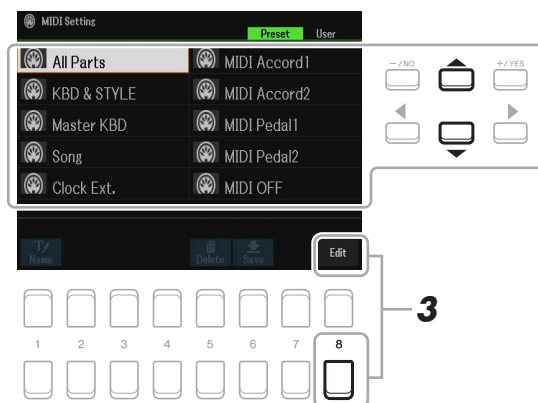 MIDI Setting
Preset User
All Parts MIDI Accord1
KBD & STYLE MIDI Accord2
Master KBD MIDI Pedal1
Song MIDI Pedal2
Clock Ext. MIDI OFF
-/NO +/YES
Name Delete Save Edit
3
1 2 3 4 5 6 7 8